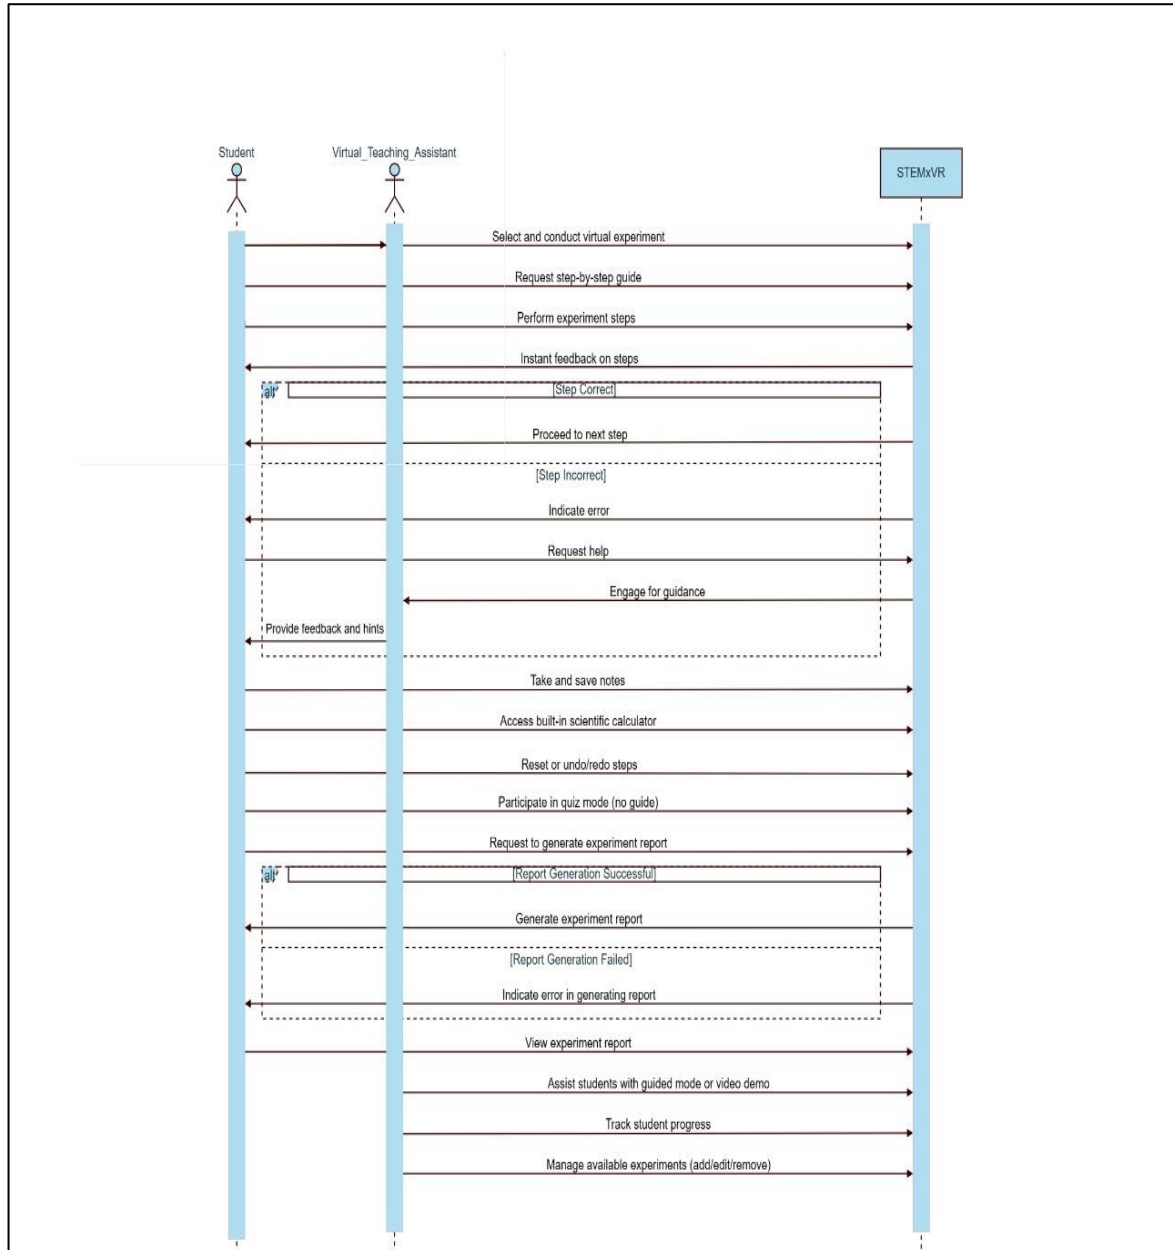 Student
Virtual_Teaching_Assistant
STEMxVR
Select and conduct virtual experiment
Request step-by-step guide
Perform experiment steps
Instant feedback on steps
alt
[Step Correct]
Proceed to next step
[Step Incorrect]
Indicate error
Request help
Engage for guidance
Provide feedback and hints
Take and save notes
Access built-in scientific calculator
Reset or undo/redo steps
Participate in quiz mode (no guide)
Request to generate experiment report
alt
[Report Generation Successful]
Generate experiment report
[Report Generation Failed]
Indicate error in generating report
View experiment report
Assist students with guided mode or video demo
Track student progress
Manage available experiments (add/edit/remove)